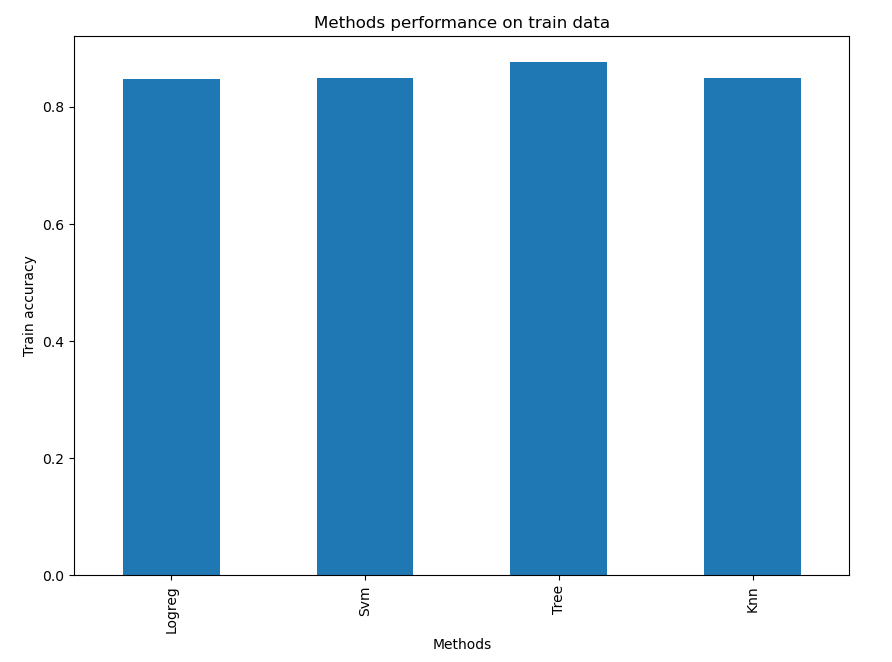 Methods performance on train data
Train accuracy
0.8
0.6
0.4
0.2
0.0
Logreg
Svm
Tree
Knn
Methods